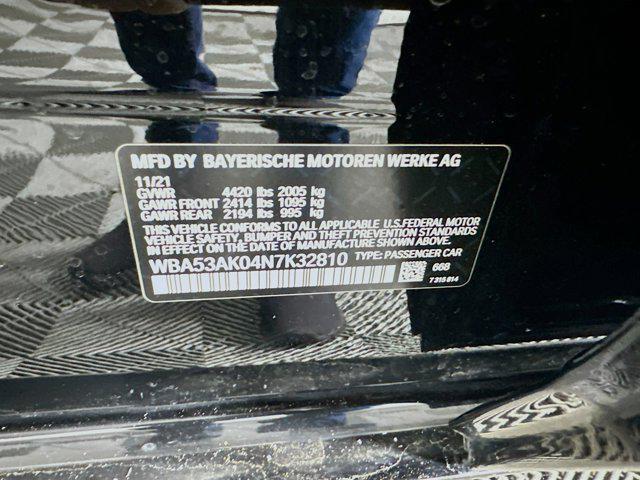 MFD BY BAYERISCHE MOTOREN WERKE AG
11/21
GVWR 4420 lbs 2005 kg
GAWR FRONT 2414 lbs 1095 kg
GAWR REAR 2194 lbs 995 kg
THIS VEHICLE CONFORMS TO ALL APPLICABLE U.S.FEDERAL MOTOR
VEHICLE SAFETY, BUMPER AND THEFT PREVENTION STANDARDS
IN EFFECT ON THE DATE OF MANUFACTURE SHOWN ABOVE.
WBA53AK04N7K32810 TYPE: PASSENGER CAR
668
7 315 814